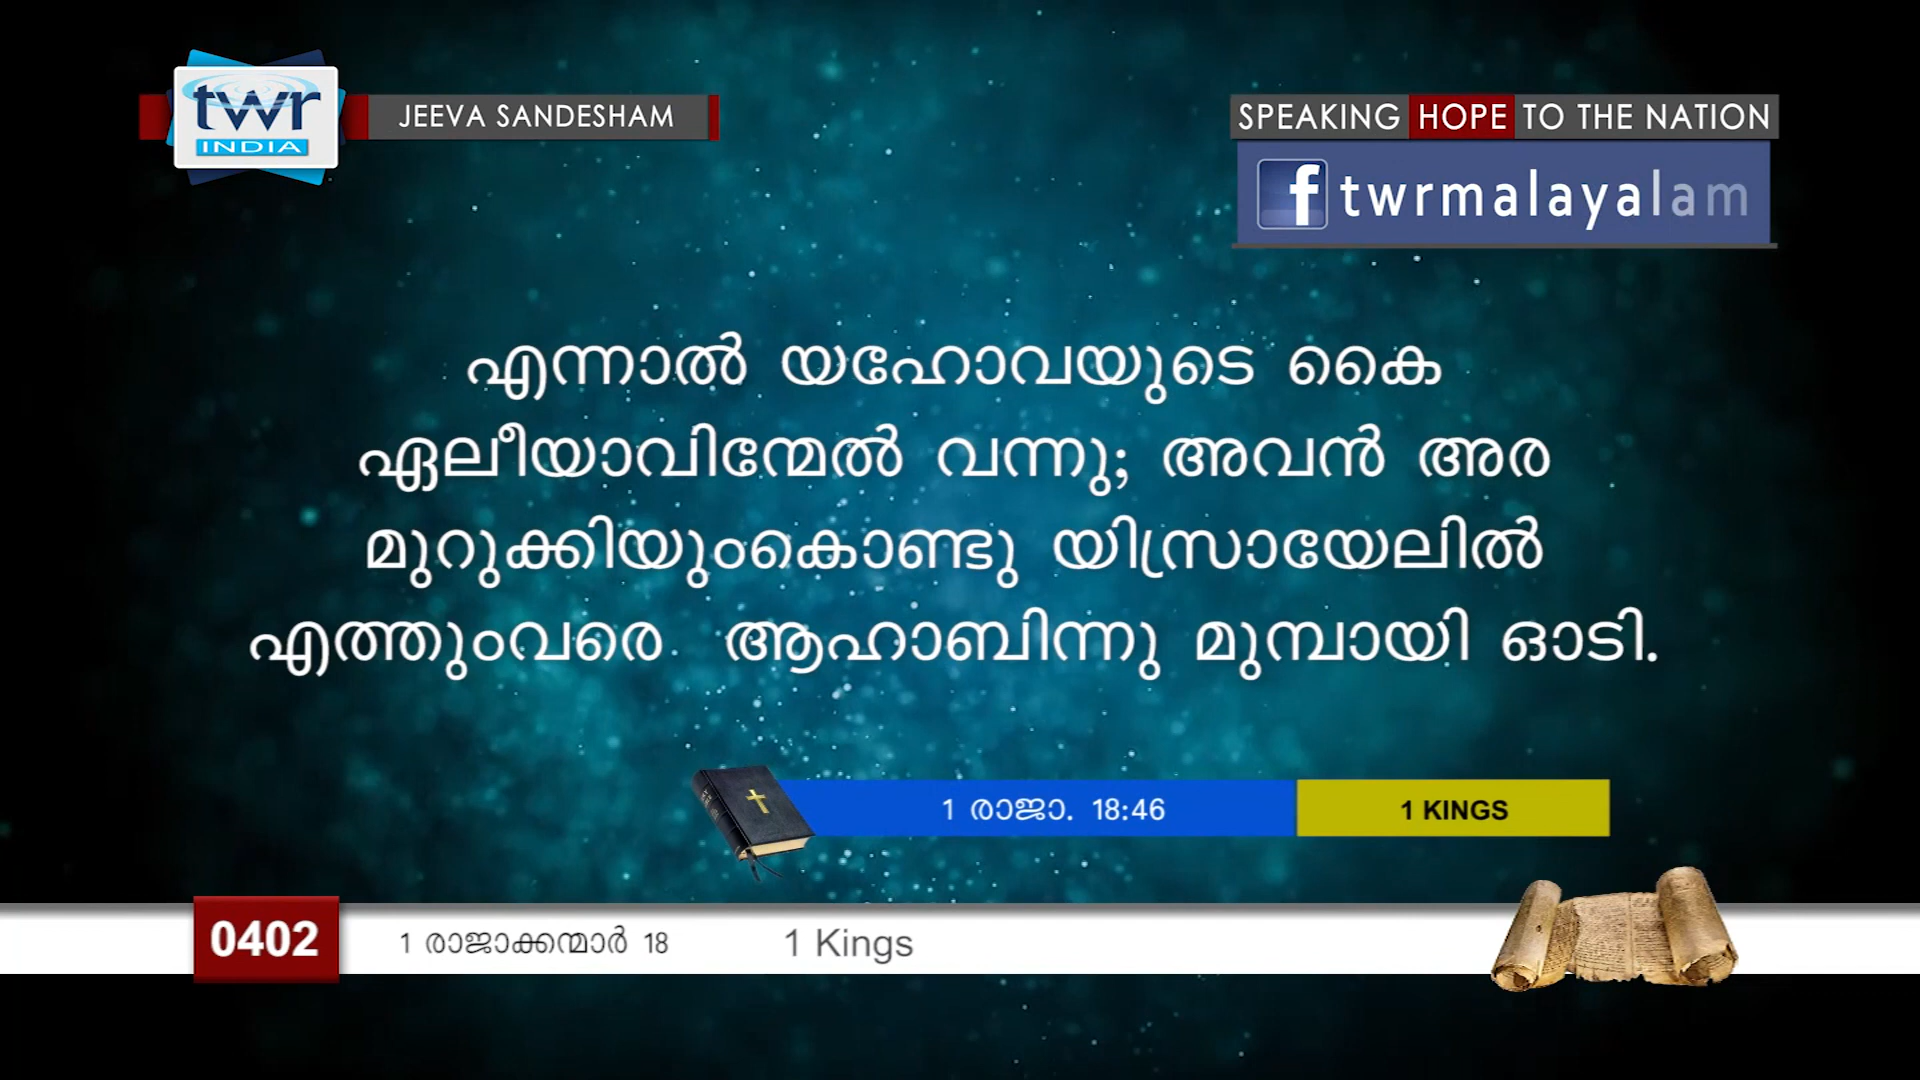 twr
INDIA
JEEVA SANDESHAM
SPEAKING HOPE TO THE NATION
f twrmalayalam
എന്നാൽ യഹോവയുടെ കൈ
ഏലീയാവിന്മേൽ വന്നു; അവൻ അര
മുറുക്കിയുംകൊണ്ടു യിസ്രായേലിൽ
എത്തുംവരെ ആഹാബിന്നു മുമ്പായി ഓടി.
1 രാജാ. 18:46
1 KINGS
0402
1 രാജാക്കന്മാർ 18
1 Kings